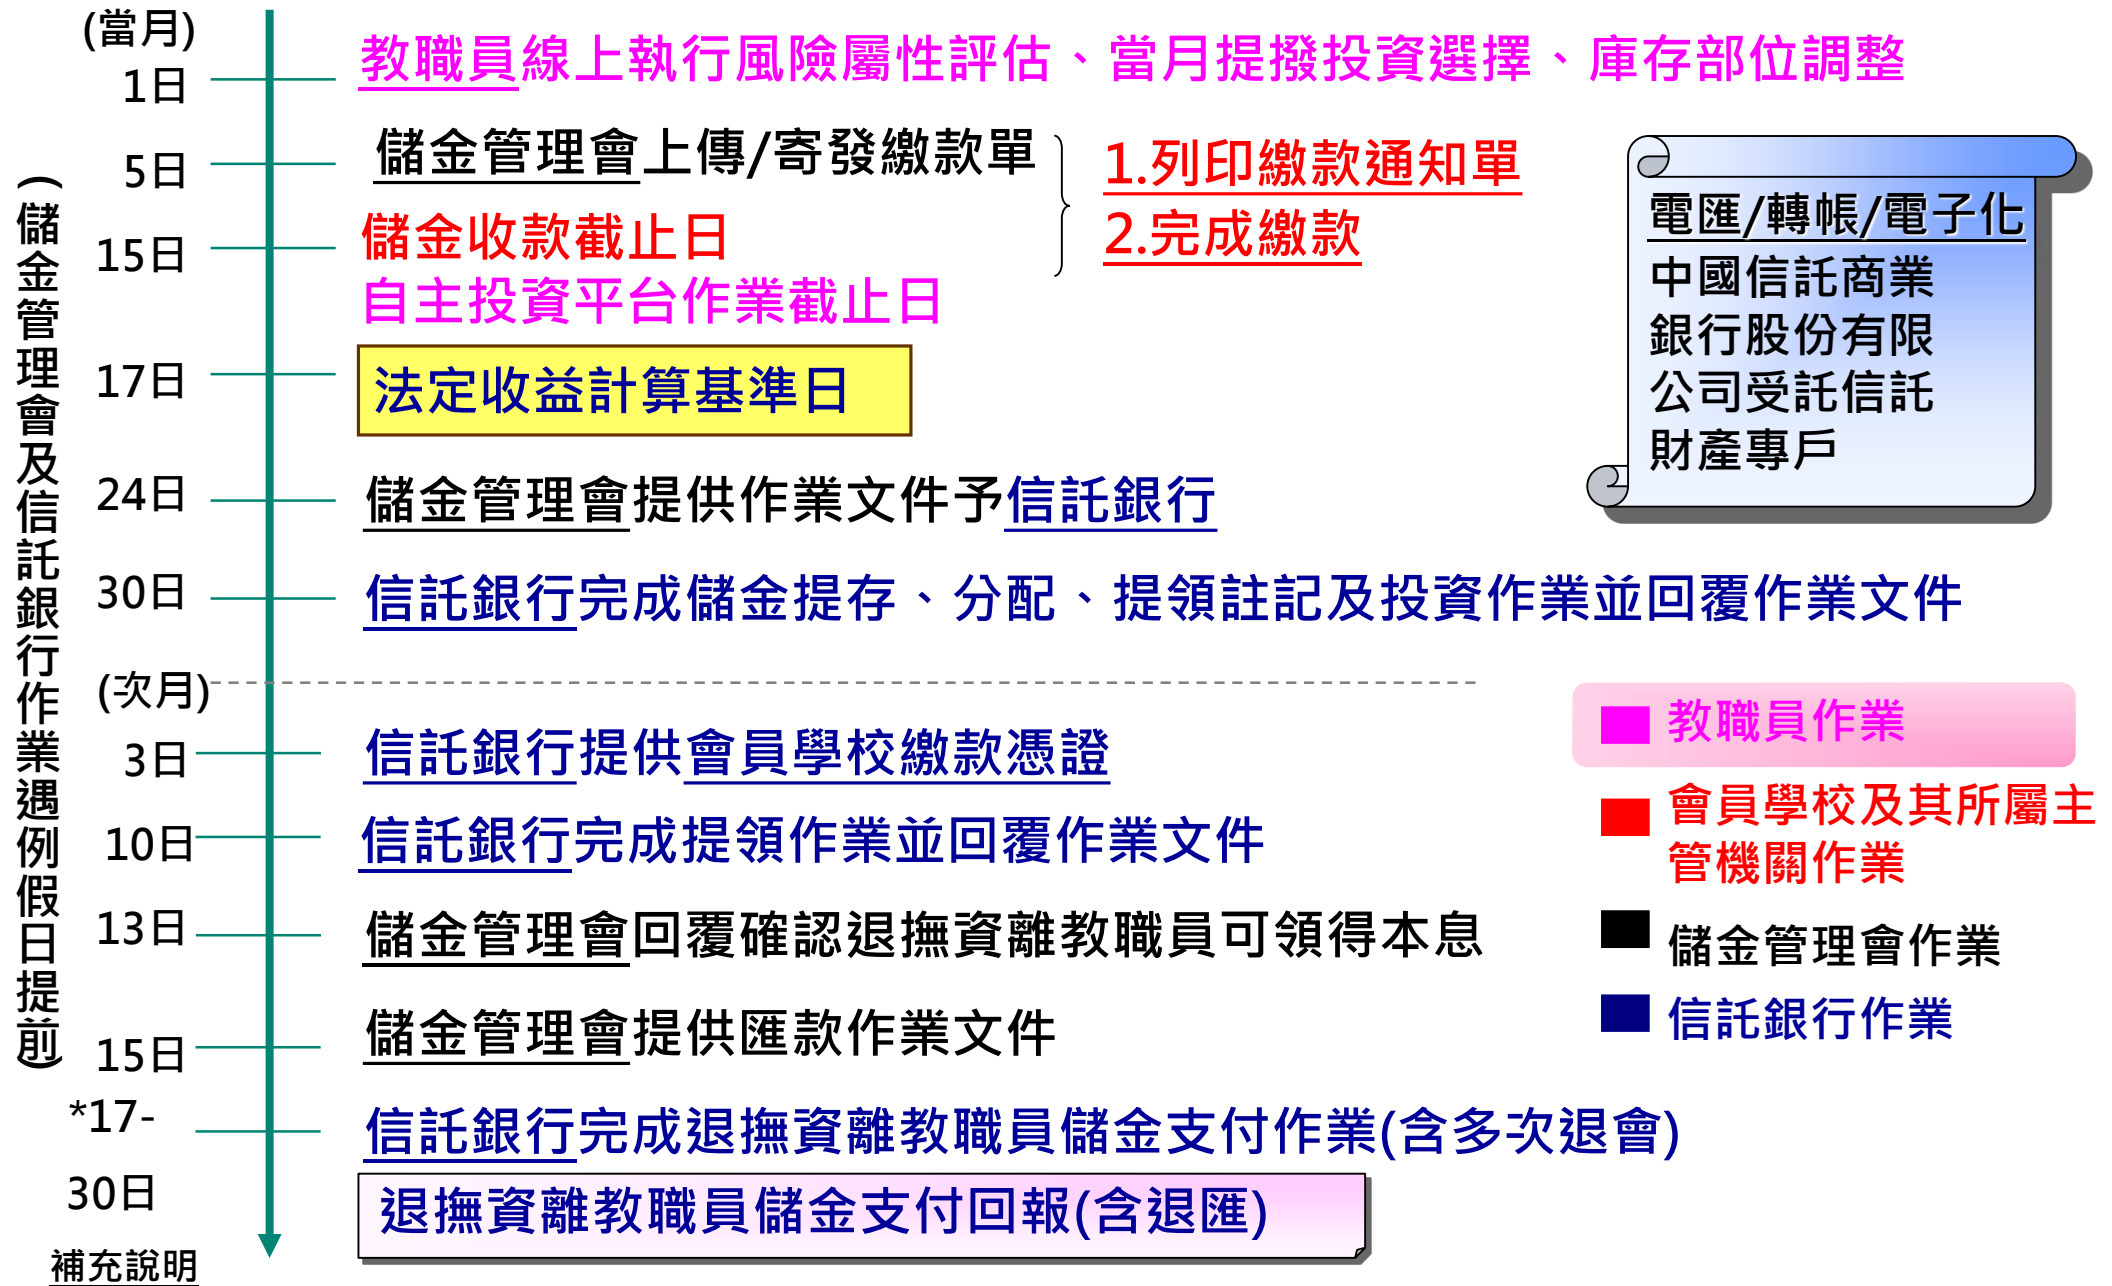 (當月)
1日
教職員線上執行風險屬性評估、當月提撥投資選擇、庫存部位調整
5日
儲金管理會上傳/寄發繳款單
1.列印繳款通知單
2.完成繳款
15日
儲金收款截止日
自主投資平台作業截止日
17日
法定收益計算基準日
24日
儲金管理會提供作業文件予信託銀行
30日
信託銀行完成儲金提存、分配、提領註記及投資作業並回覆作業文件
(次月)
3日
信託銀行提供會員學校繳款憑證
10日
信託銀行完成提領作業並回覆作業文件
13日
儲金管理會回覆確認退撫資離教職員可領得本息
15日
儲金管理會提供匯款作業文件
*17-
30日
信託銀行完成退撫資離教職員儲金支付作業(含多次退會)
退撫資離教職員儲金支付回報(含退匯)
補充說明
(儲金管理會及信託銀行作業遇例假日提前)
電匯/轉帳/電子化
中國信託商業
銀行股份有限
公司受託信託
財產專戶
教職員作業
會員學校及其所屬主
管機關作業
儲金管理會作業
信託銀行作業